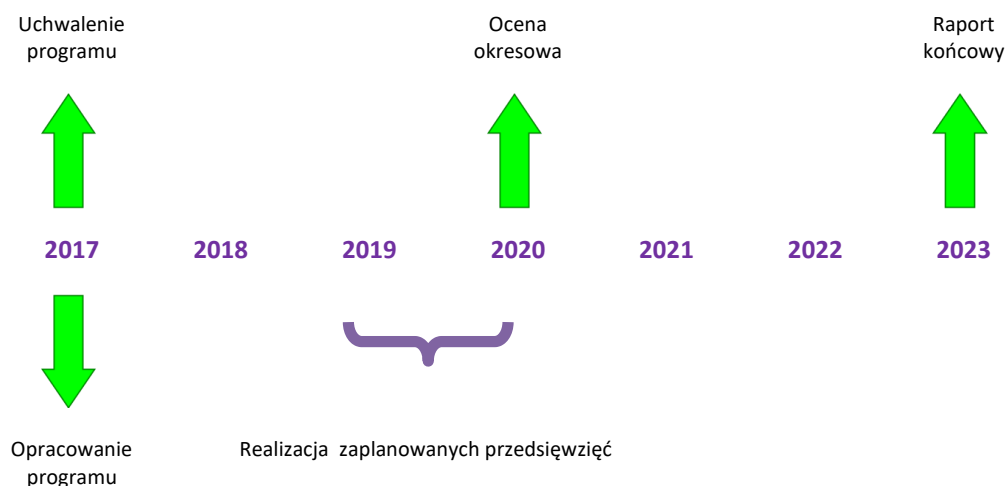 Uchwalenie
programu
Ocena
okresowa
Raport
końcowy
2017 2018 2019 2020 2021 2022 2023
Opracowanie
programu
Realizacja zaplanowanych przedsięwzięć